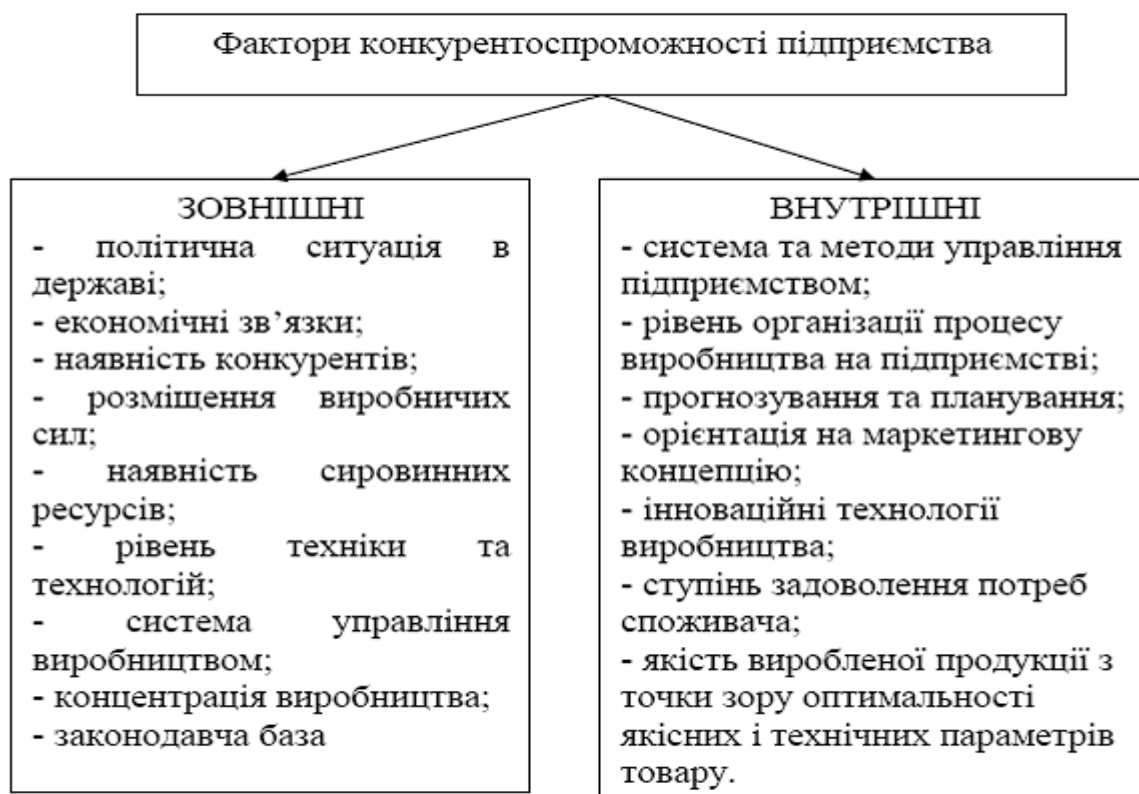 Фактори конкурентоспроможності підприємства
ЗОВНІШНІ
- політична ситуація в
державі;
- економічні зв’язки;
- наявність конкурентів;
- розміщення виробничих
сил;
- наявність сировинних
ресурсів;
- рівень техніки та
технологій;
- система управління
виробництвом;
- концентрація виробництва;
- законодавча база
ВНУТРІШНІ
- система та методи управління
підприємством;
- рівень організації процесу
виробництва на підприємстві;
- прогнозування та планування;
- орієнтація на маркетингову
концепцію;
- інноваційні технології
виробництва;
- ступінь задоволення потреб
споживача;
- якість виробленої продукції з
точки зору оптимальності
якісних і технічних параметрів
товару.